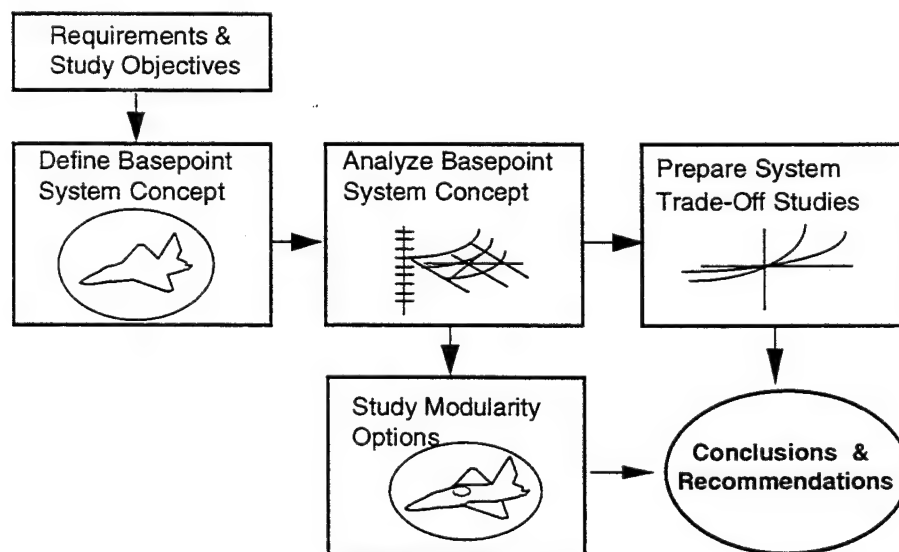 Requirements &
Study Objectives
Define Basepoint
System Concept
Analyze Basepoint
System Concept
Prepare System
Trade-Off Studies
Study Modularity
Options
Conclusions &
Recommendations